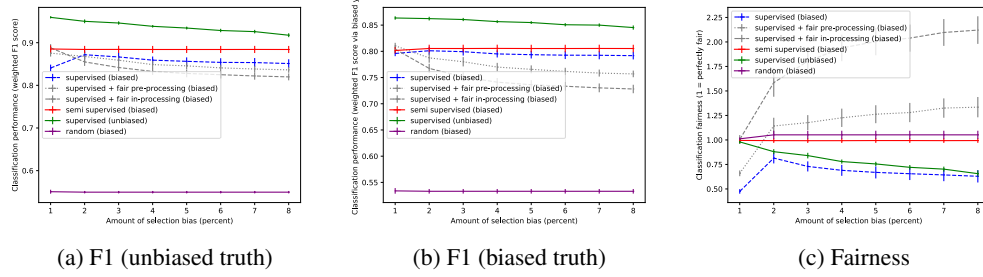 Classification performance (weighted F1 score)
0.9
0.8
0.7
0.6
supervised (biased)
supervised + fair pre-processing (biased)
supervised + fair in-processing (biased)
semi supervised (biased)
supervised (unbiased)
random (biased)
1 2 3 4 5 6 7 8
Amount of selection bias (percent)
(a) F1 (unbiased truth)
Classification performance (weighted F1 score via biased y
0.85
0.80
0.75
0.70
0.65
0.60
0.55
supervised (biased)
supervised + fair pre-processing (biased)
supervised + fair in-processing (biased)
semi supervised (biased)
supervised (unbiased)
random (biased)
1 2 3 4 5 6 7 8
Amount of selection bias (percent)
(b) F1 (biased truth)
Classification fairness (1 = perfectly fair)
2.25
2.00
1.75
1.50
1.25
1.00
0.75
0.50
supervised (biased)
supervised + fair pre-processing (biased)
supervised + fair in-processing (biased)
semi supervised (biased)
supervised (unbiased)
random (biased)
1 2 3 4 5 6 7 8
Amount of selection bias (percent)
(c) Fairness